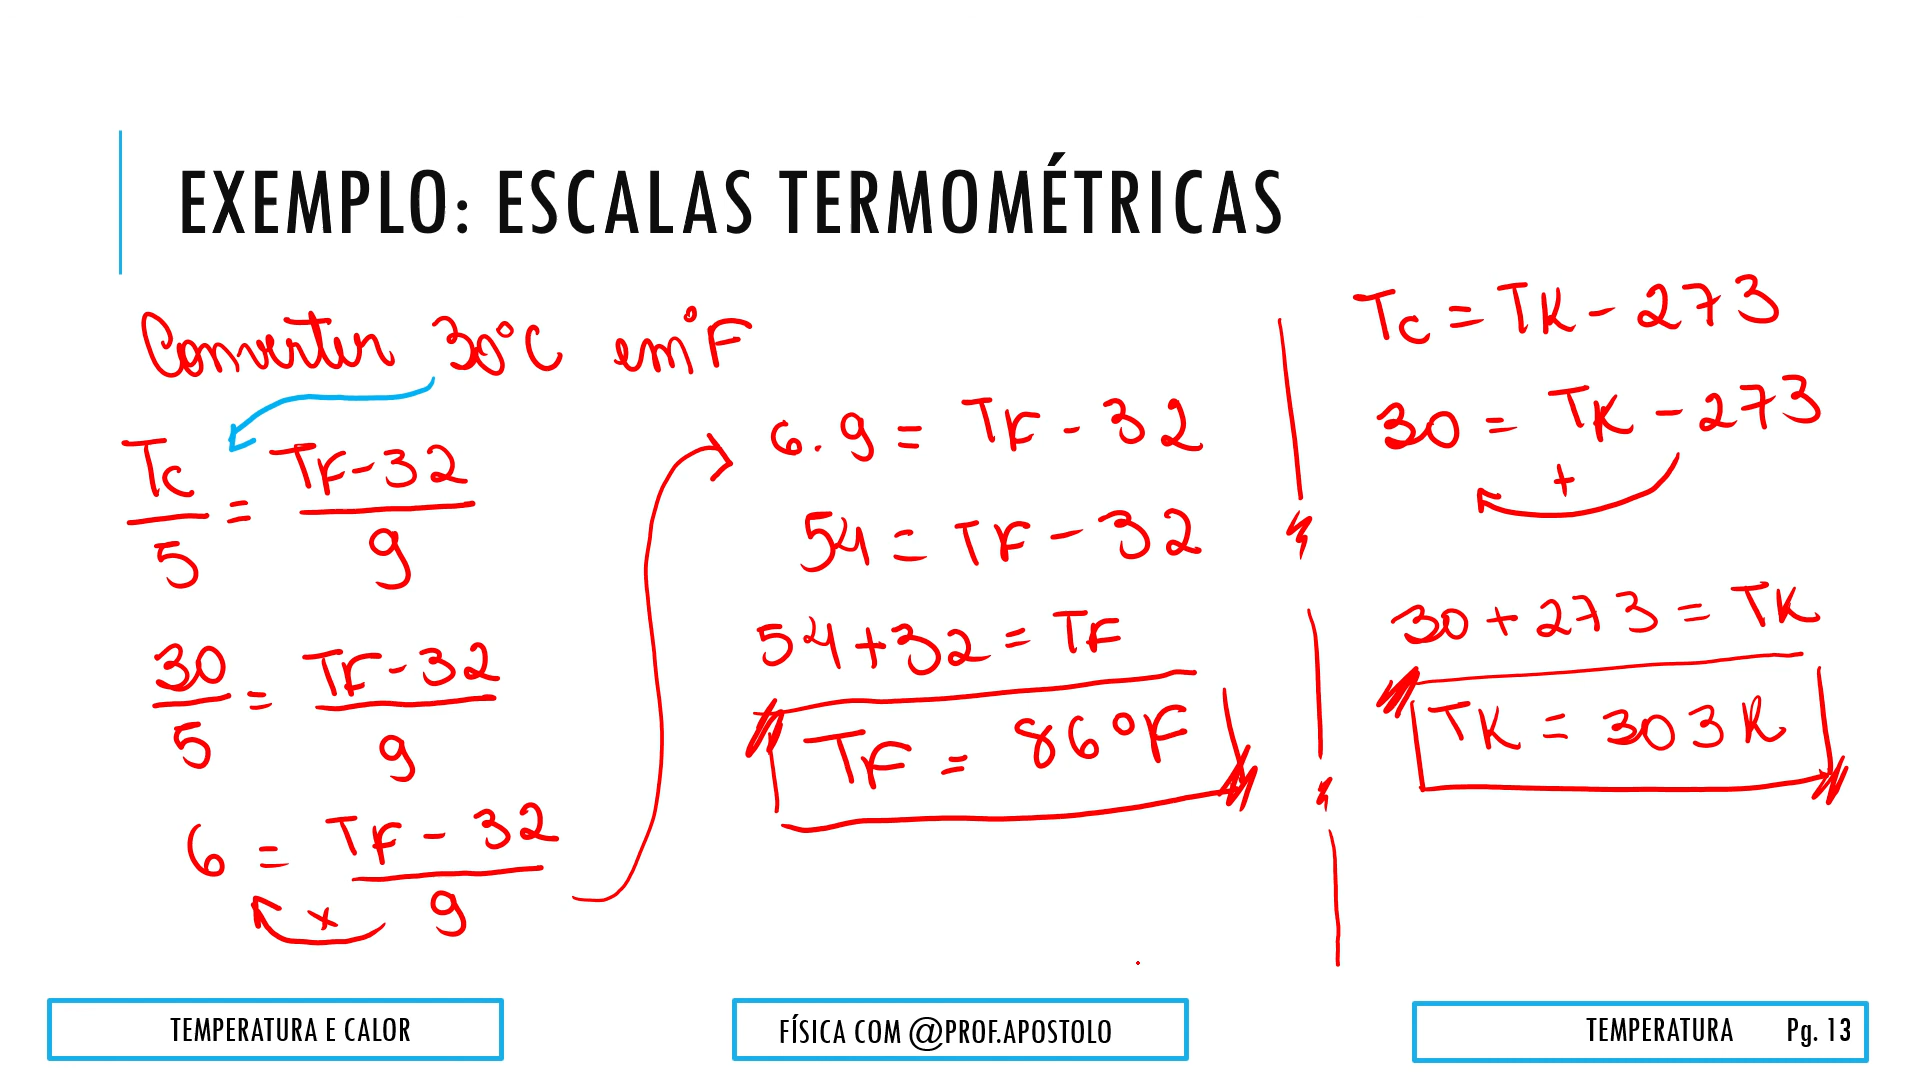 EXEMPLO: ESCALAS TERMOMÉTRICAS
Converter 30°C em °F
Tc/5 = TF-32/9
30/5 = TF-32/9
6 = TF-32/9
x
6.9 = TF-32
54 = TF-32
54+32 = TF
TF = 86°F
Tc = TK-273
30 = TK-273
+
30+273 = TK
TK = 303K
TEMPERATURA E CALOR
FÍSICA COM @PROF.APOSTOLO
TEMPERATURA Pg. 13